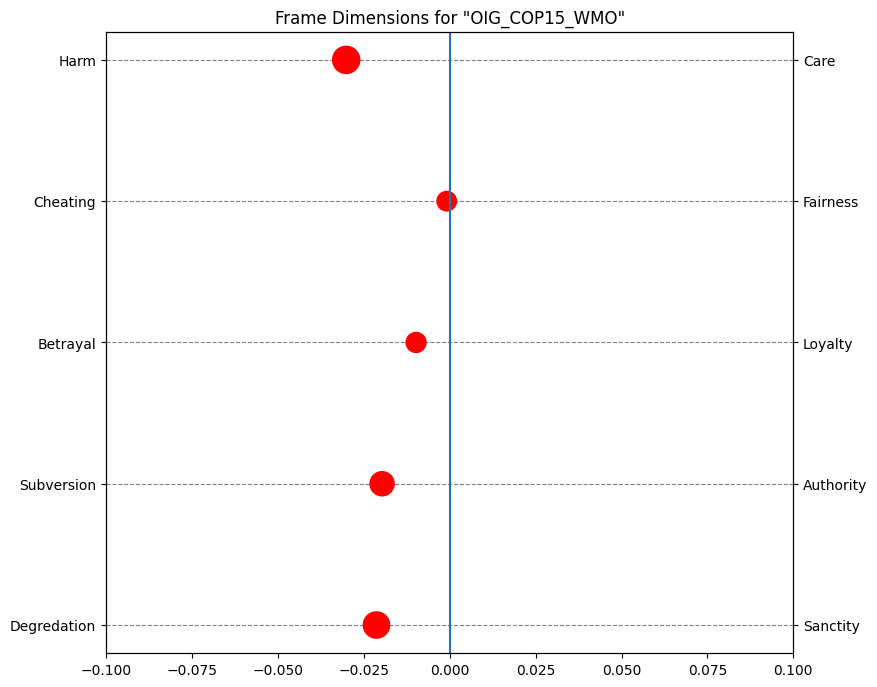 Frame Dimensions for "OIG_COP15_WMO"
Harm Care
Cheating Fairness
Betrayal Loyalty
Subversion Authority
Degredation Sanctity
−0.100 −0.075 −0.050 −0.025 0.000 0.025 0.050 0.075 0.100